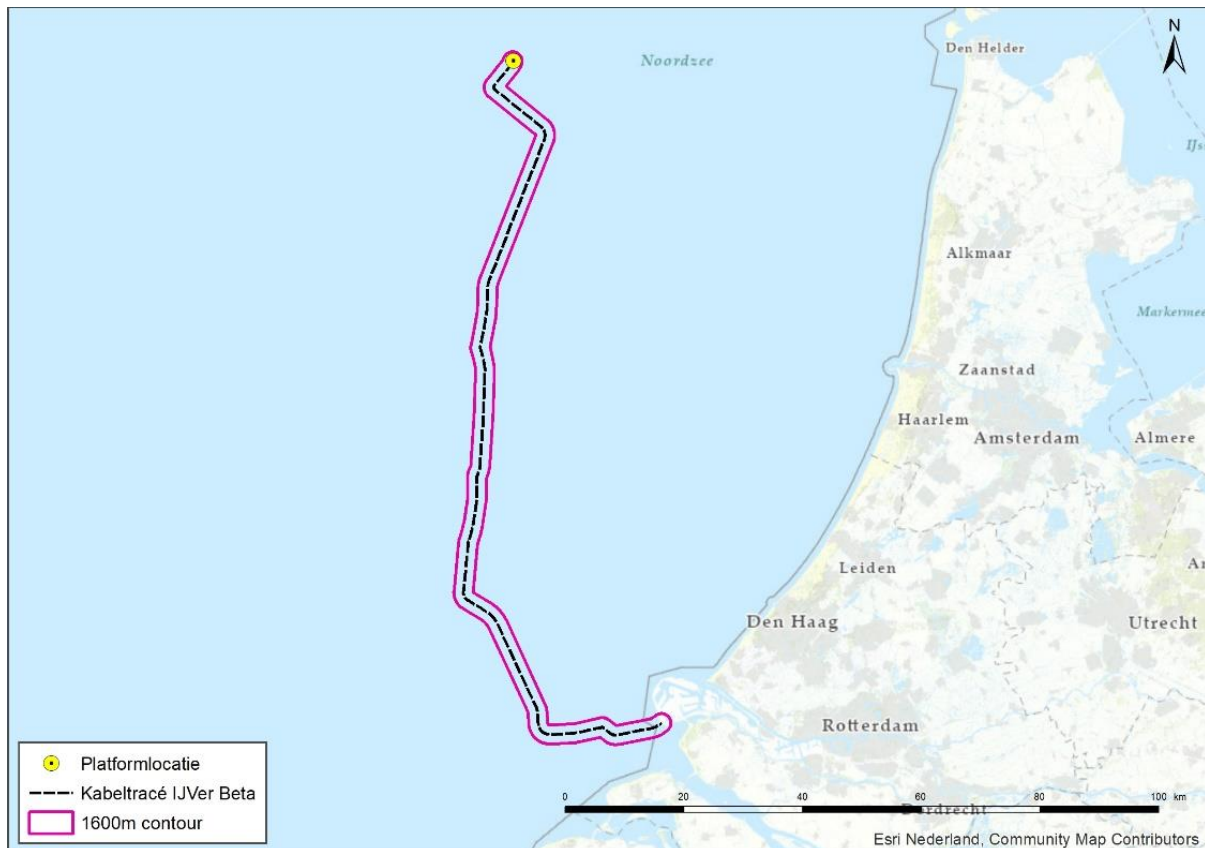 N
Den Helder
Noordzee
IJs
Alkmaar
Markermee
Zaanstad
Haarlem
Amsterdam
Almere
Leiden
Ar
Den Haag
Utrecht
Rotterdam
Platformlocatie
Kabeltracé IJVer Beta
1600m contour
0 20 40 60 80 100 km
Dordrecht
Esri Nederland, Community Map Contributors